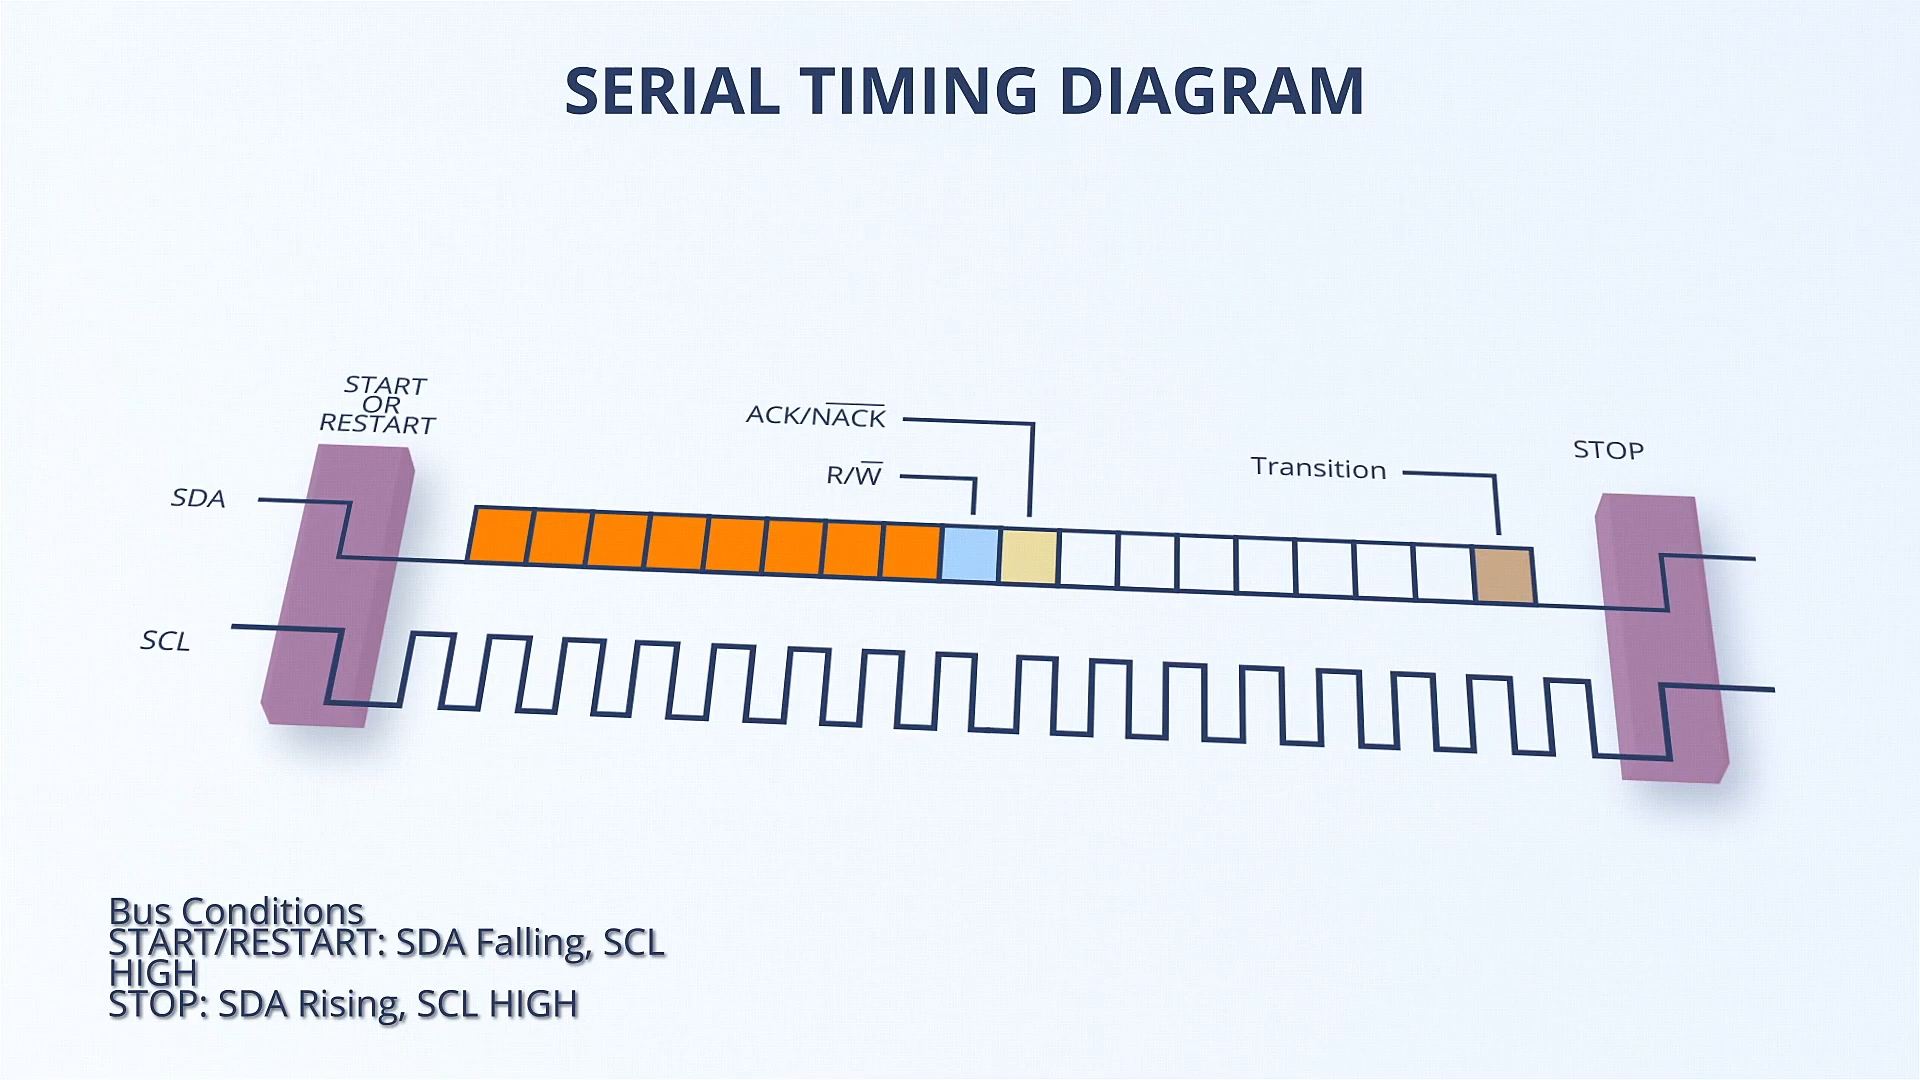 SERIAL TIMING DIAGRAM
START
OR
RESTART
ACK/N̅A̅C̅K̅
R/W̅
Transition
STOP
SDA
SCL
Bus Conditions
START/RESTART: SDA Falling, SCL
HIGH
STOP: SDA Rising, SCL HIGH